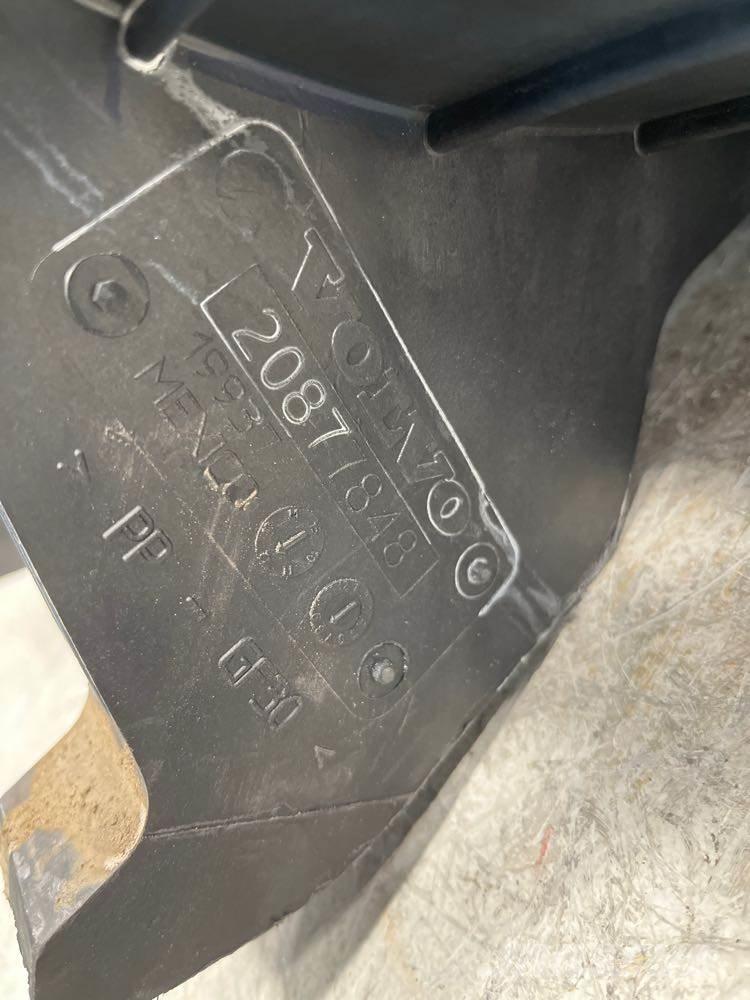 VOLVO
20877848
19937
MEXICO
> PP - GF30 <